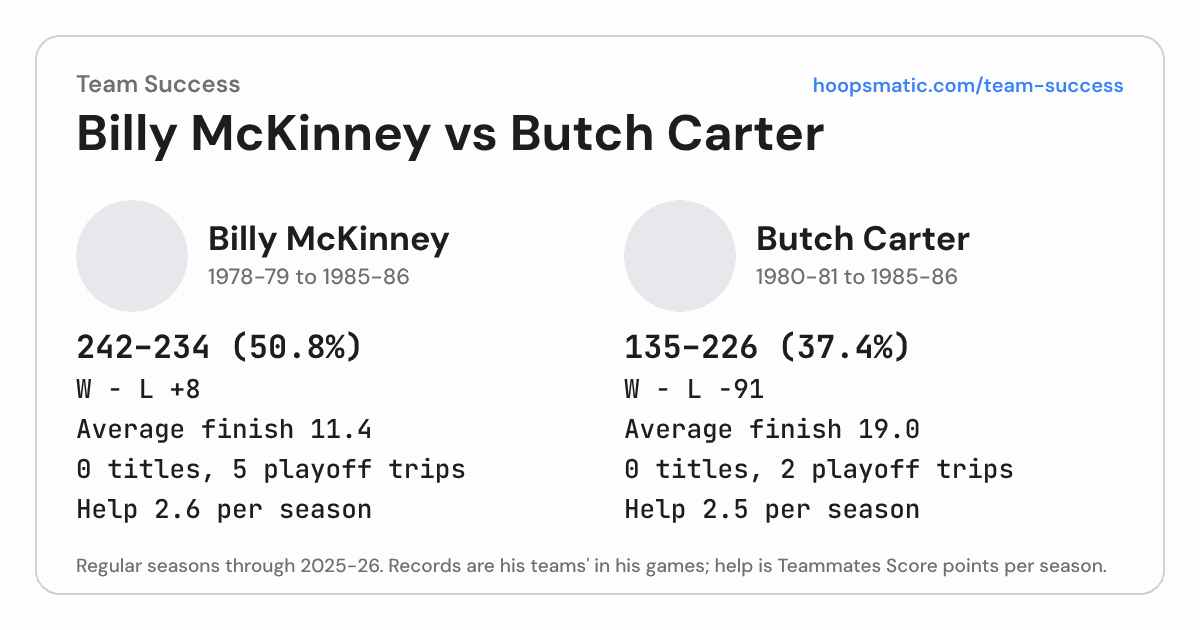 Team Success
hoopsmatic.com/team-success
Billy McKinney vs Butch Carter
Billy McKinney
1978-79 to 1985-86
242-234 (50.8%)
W - L +8
Average finish 11.4
0 titles, 5 playoff trips
Help 2.6 per season
Butch Carter
1980-81 to 1985-86
135-226 (37.4%)
W - L -91
Average finish 19.0
0 titles, 2 playoff trips
Help 2.5 per season
Regular seasons through 2025-26. Records are his teams' in his games; help is Teammates Score points per season.